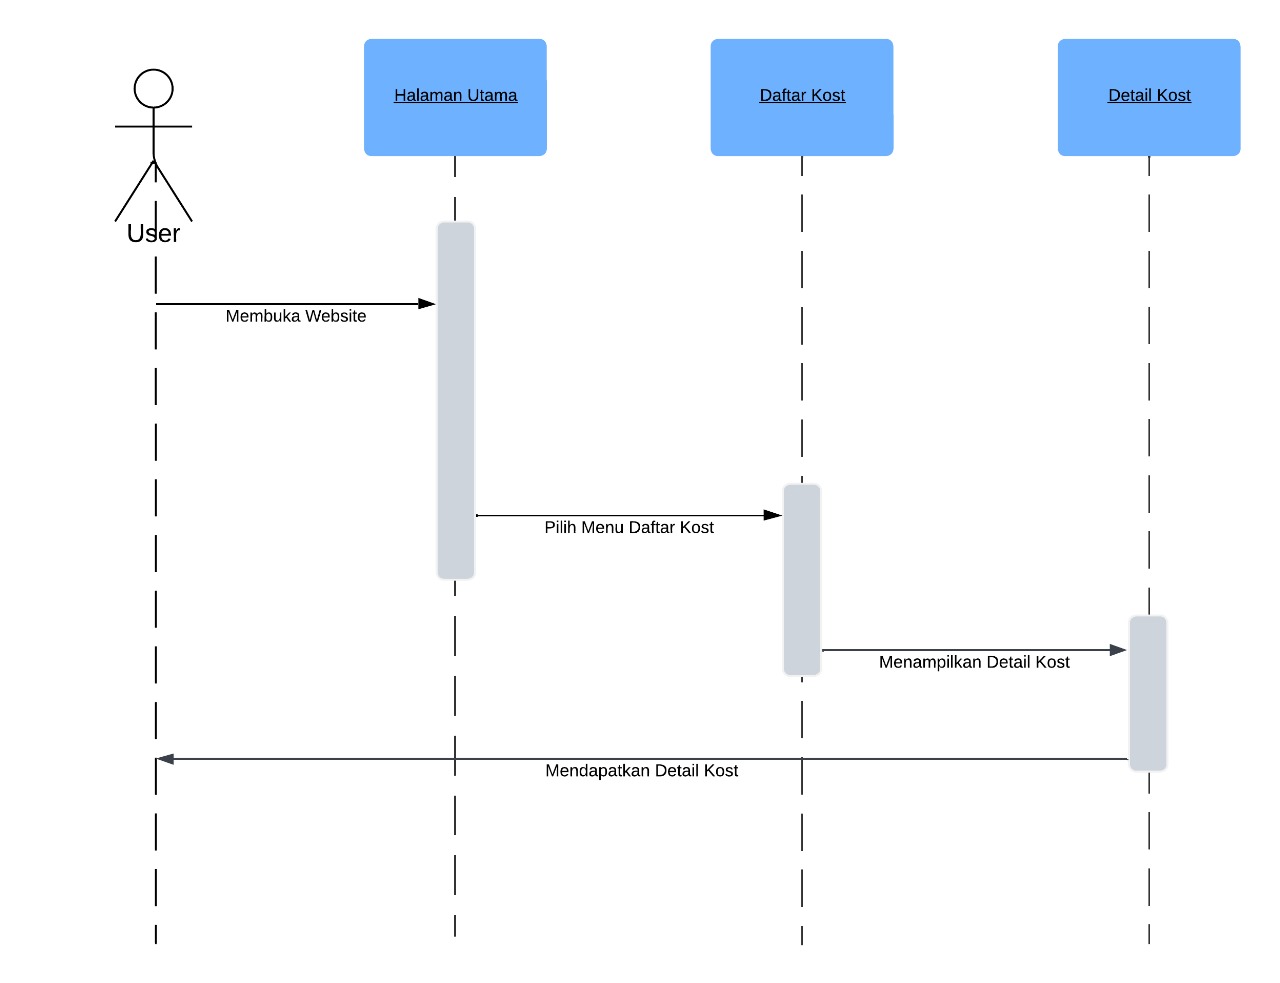 Halaman Utama
Daftar Kost
Detail Kost
User
Membuka Website
Pilih Menu Daftar Kost
Menampilkan Detail Kost
Mendapatkan Detail Kost